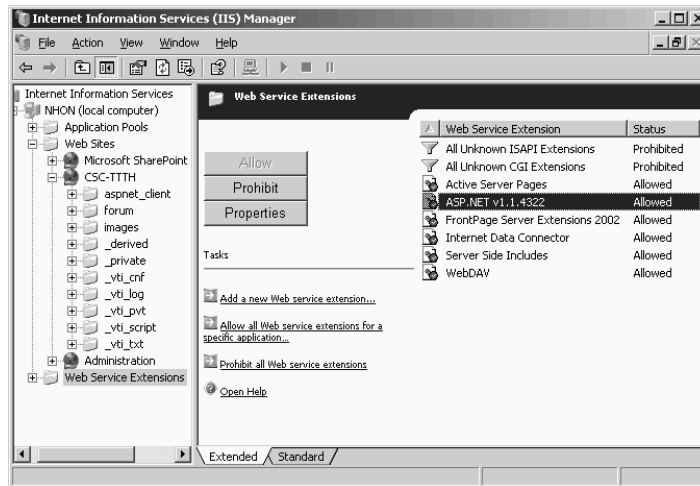 Internet Information Services (IIS) Manager
File Action View Window Help
Internet Information Services
NHON (local computer)
Application Pools
Web Sites
Microsoft SharePoint
CSC-TTTH
aspnet_client
forum
images
_derived
_private
_vti_cnf
_vti_log
_vti_pvt
_vti_script
_vti_txt
Administration
Web Service Extensions
Web Service Extensions
Allow
Prohibit
Properties
Tasks
Add a new Web service extension...
Allow all Web service extensions for a
specific application...
Prohibit all Web service extensions
Open Help
Web Service Extension Status
All Unknown ISAPI Extensions Prohibited
All Unknown CGI Extensions Prohibited
Active Server Pages Allowed
ASP.NET v1.1.4322 Allowed
FrontPage Server Extensions 2002 Allowed
Internet Data Connector Allowed
Server Side Includes Allowed
WebDAV Allowed
Extended Standard